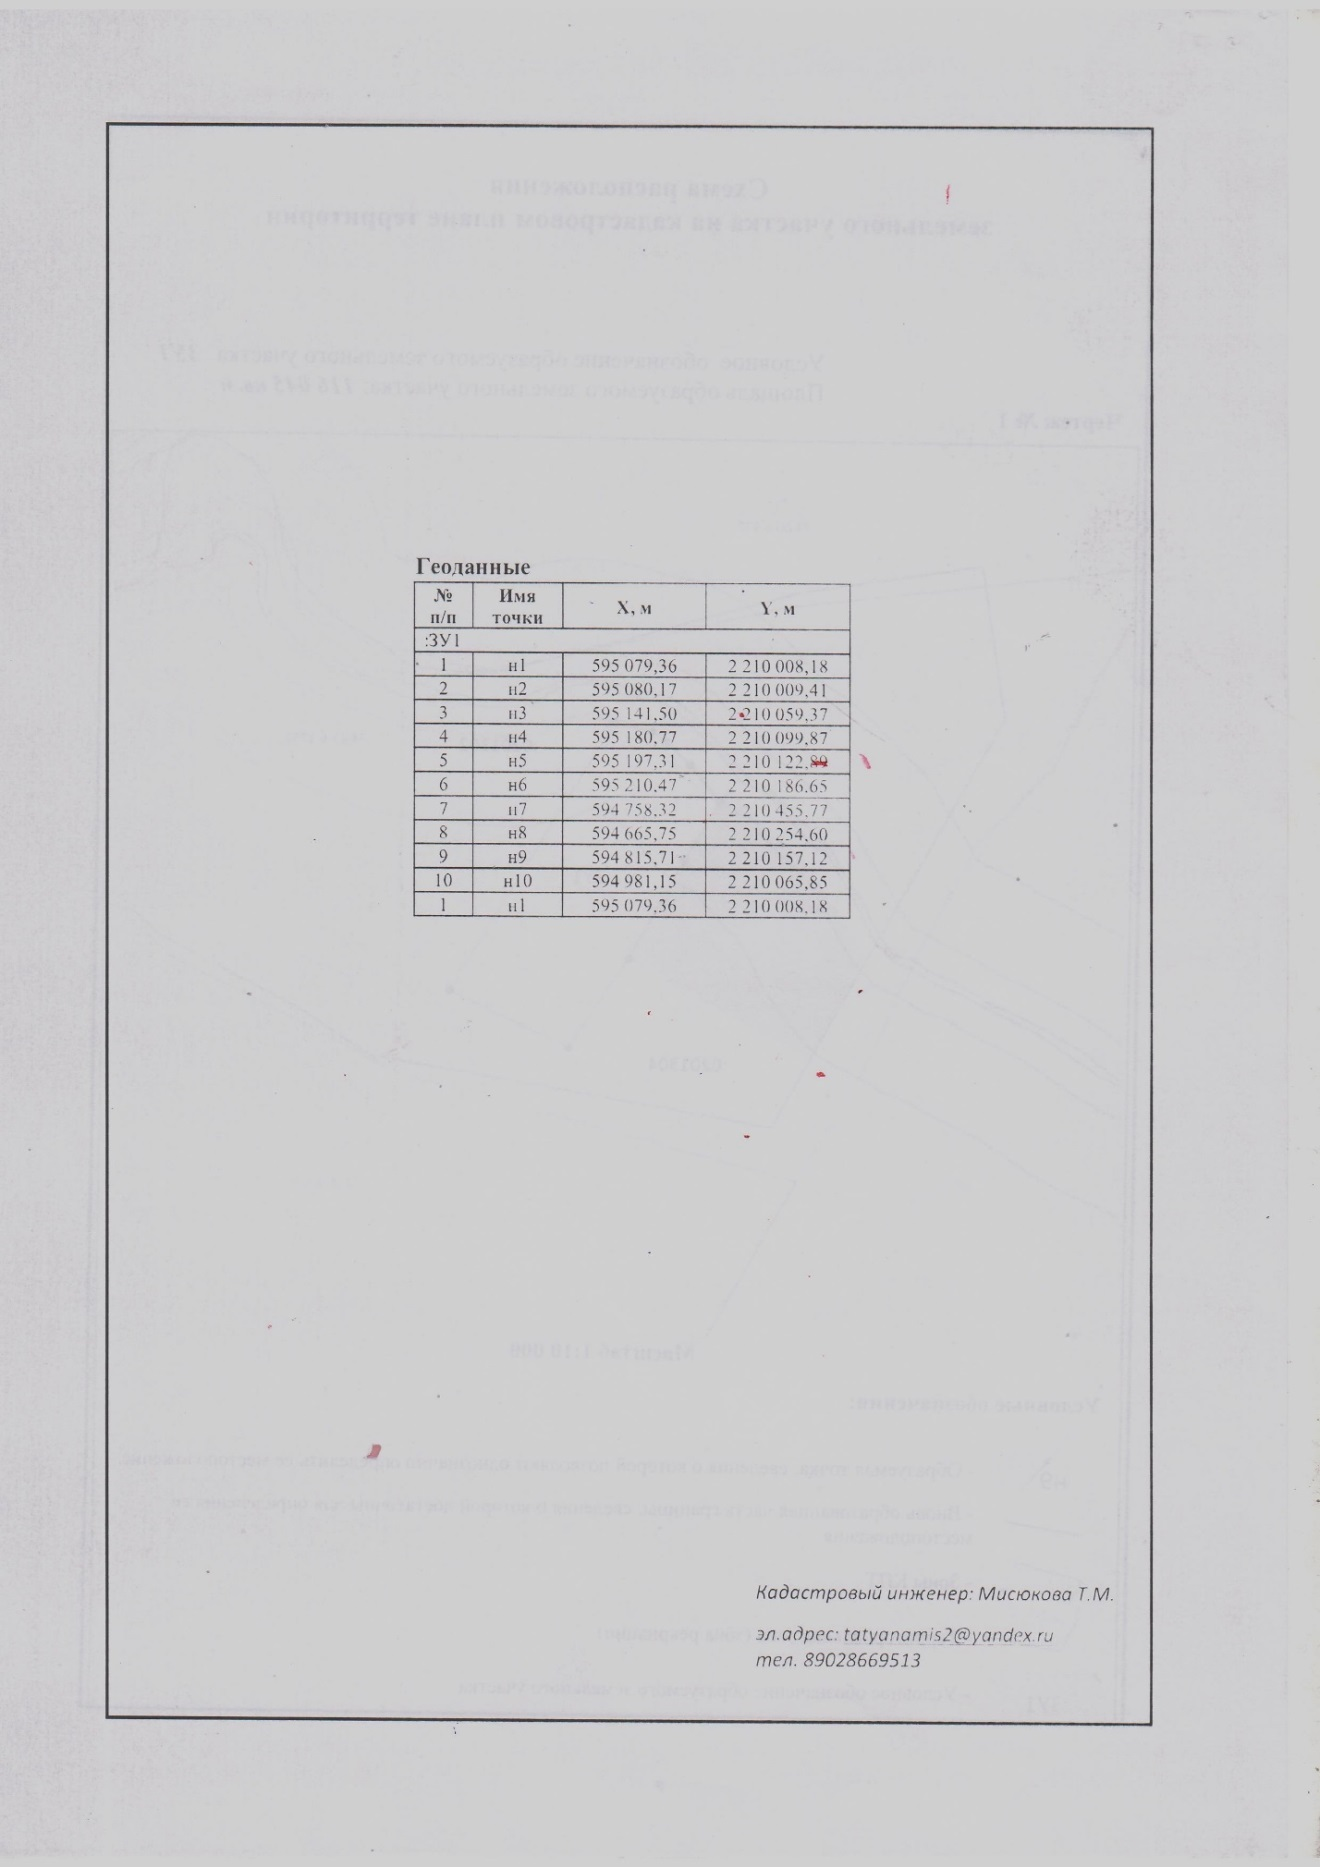 Геоданные
№ п/п Имя точки X, м Y, м
:ЗУ1
1 н1 595 079,36 2 210 008,18
2 н2 595 080,17 2 210 009,41
3 н3 595 141,50 2 210 059,37
4 н4 595 180,77 2 210 099,87
5 н5 595 197,31 2 210 122,89
6 н6 595 210,47 2 210 186,65
7 н7 594 758,32 2 210 455,77
8 н8 594 665,75 2 210 254,60
9 н9 594 815,71 2 210 157,12
10 н10 594 981,15 2 210 065,85
1 н1 595 079,36 2 210 008,18
Кадастровый инженер: Мисюкова Т.М.
эл.адрес: tatyanamis2@yandex.ru
тел. 89028669513